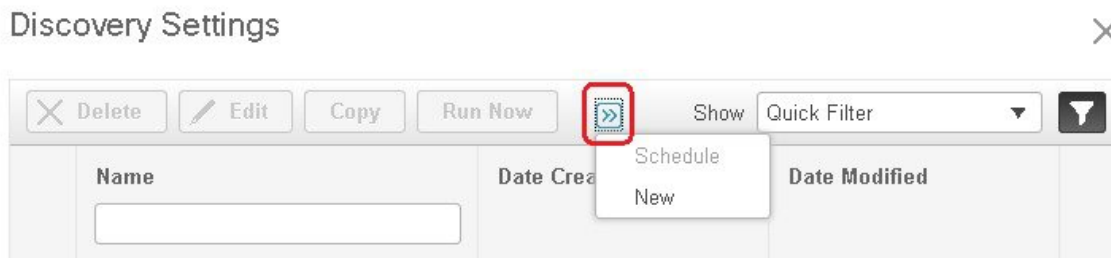 Discovery Settings
Delete Edit Copy Run Now Show Quick Filter
Schedule
Name Date Crea Date Modified
New